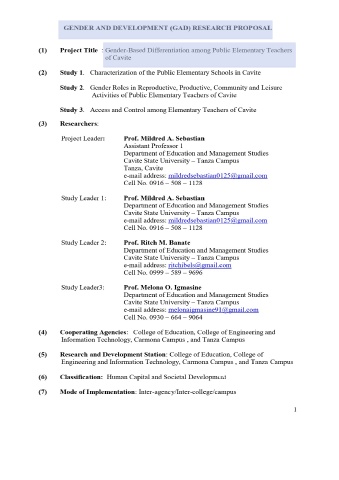 GENDER AND DEVELOPMENT (GAD) RESEARCH PROPOSAL
(1) Project Title : Gender-Based Differentiation among Public Elementary Teachers
of Cavite
(2) Study 1. Characterization of the Public Elementary Schools in Cavite
Study 2. Gender Roles in Reproductive, Productive, Community and Leisure
Activities of Public Elementary Teachers of Cavite
Study 3. Access and Control among Elementary Teachers of Cavite
(3) Researchers:
Project Leader: Prof. Mildred A. Sebastian
Assistant Professor 1
Department of Education and Management Studies
Cavite State University – Tanza Campus
Tanza, Cavite
e-mail address: mildredsebastian0125@gmail.com
Cell No. 0916 – 508 – 1128
Study Leader 1: Prof. Mildred A. Sebastian
Department of Education and Management Studies
Cavite State University – Tanza Campus
e-mail address: mildredsebastian0125@gmail.com
Cell No. 0916 – 508 – 1128
Study Leader 2: Prof. Ritch M. Banate
Department of Education and Management Studies
Cavite State University – Tanza Campus
e-mail address: ritchibels@gmail.com
Cell No. 0999 – 589 – 9696
Study Leader3: Prof. Melona O. Igmasine
Department of Education and Management Studies
Cavite State University – Tanza Campus
e-mail address: melonaigmasine91@gmail.com
Cell No. 0930 – 664 – 9064
(4) Cooperating Agencies: College of Education, College of Engineering and
Information Technology, Carmona Campus , and Tanza Campus
(5) Research and Development Station: College of Education, College of
Engineering and Information Technology, Carmona Campus , and Tanza Campus
(6) Classification: Human Capital and Societal Development
(7) Mode of Implementation: Inter-agency/Inter-college/campus
1